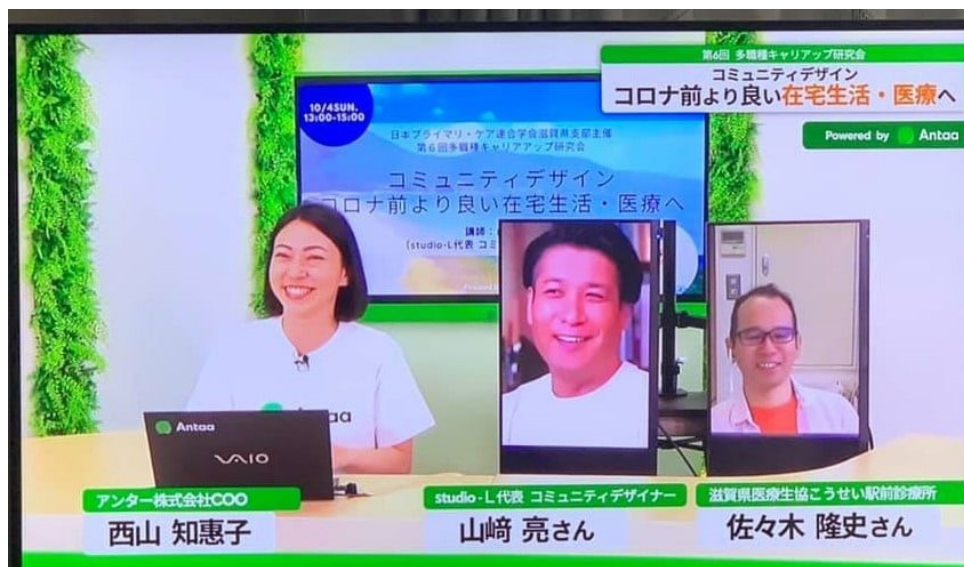 第6回 多職種キャリアアップ研究会
コミュニティデザイン
コロナ前より良い在宅生活・医療へ
Powered by Antaa
10/4SUN.
13:00-15:00
日本プライマリ・ケア連合学会滋賀県支部主催
第6回多職種キャリアアップ研究会
コミュニティデザイン
コロナ前より良い在宅生活・医療へ
講師：
(studio-L代表 コミ
Powered
Antaa
Antaa
VAIO
アンター株式会社COO
西山 知惠子
studio-L代表 コミュニティデザイナー
山﨑 亮さん
滋賀県医療生協こうせい駅前診療所
佐々木 隆史さん